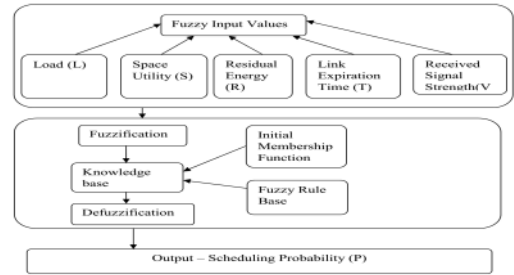 Fuzzy Input Values
Load (L)
Space
Utility (S)
Residual
Energy
(R)
Link
Expiration
Time (T)
Received
Signal
Strength(V
Fuzzification
Initial
Membership
Function
Knowledge
base
Fuzzy Rule
Base
Defuzzification
Output – Scheduling Probability (P)